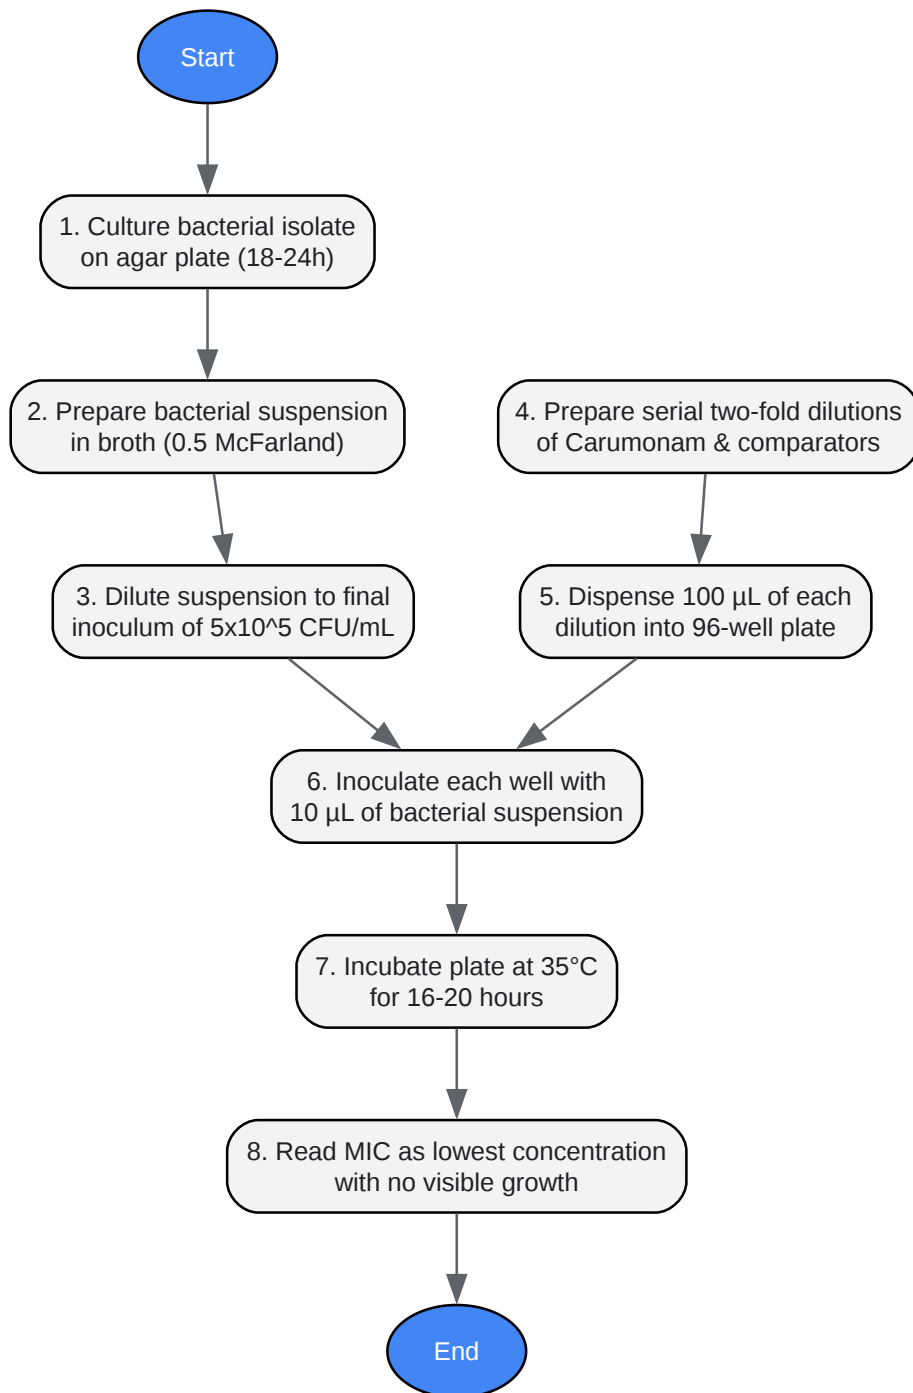 Start
1. Culture bacterial isolate
on agar plate (18-24h)
2. Prepare bacterial suspension
in broth (0.5 McFarland)
4. Prepare serial two-fold dilutions
of Carumonam & comparators
3. Dilute suspension to final
inoculum of 5x10^5 CFU/mL
5. Dispense 100 µL of each
dilution into 96-well plate
6. Inoculate each well with
10 µL of bacterial suspension
7. Incubate plate at 35°C
for 16-20 hours
8. Read MIC as lowest concentration
with no visible growth
End